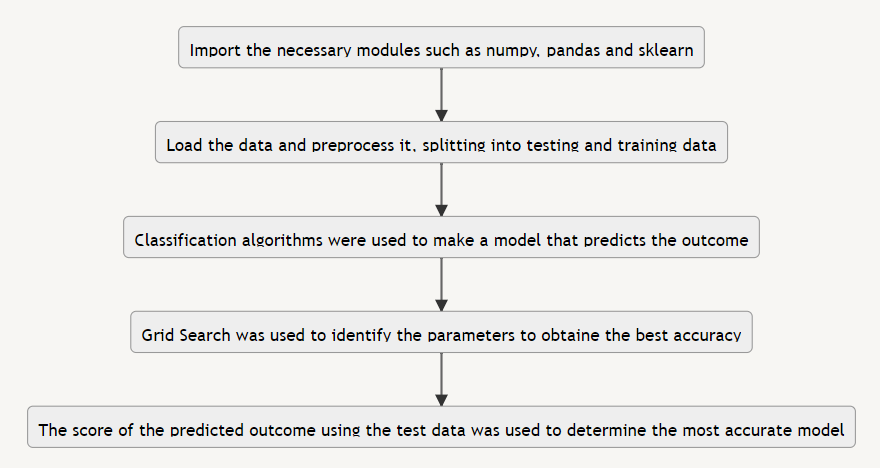 Import the necessary modules such as numpy, pandas and sklearn
Load the data and preprocess it, splitting into testing and training data
Classification algorithms were used to make a model that predicts the outcome
Grid Search was used to identify the parameters to obtaine the best accuracy
The score of the predicted outcome using the test data was used to determine the most accurate model